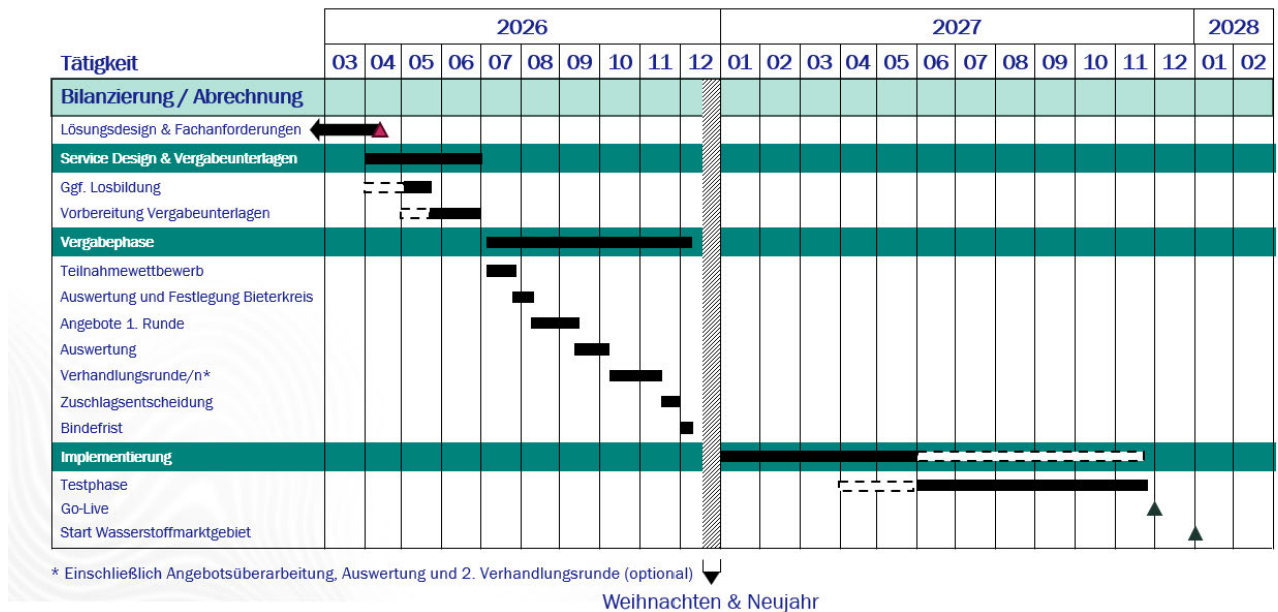 2026 2027 2028
Tätigkeit 03 04 05 06 07 08 09 10 11 12 01 02 03 04 05 06 07 08 09 10 11 12 01 02
Bilanzierung / Abrechnung
Lösungsdesign & Fachanforderungen
Service Design & Vergabeunterlagen
Ggf. Losbildung
Vorbereitung Vergabeunterlagen
Vergabephase
Teilnahmewettbewerb
Auswertung und Festlegung Bieterkreis
Angebote 1. Runde
Auswertung
Verhandlungsrunde/n*
Zuschlagsentscheidung
Bindefrist
Implementierung
Testphase
Go-Live
Start Wasserstoffmarktgebiet
* Einschließlich Angebotsüberarbeitung, Auswertung und 2. Verhandlungsrunde (optional)
Weihnachten & Neujahr